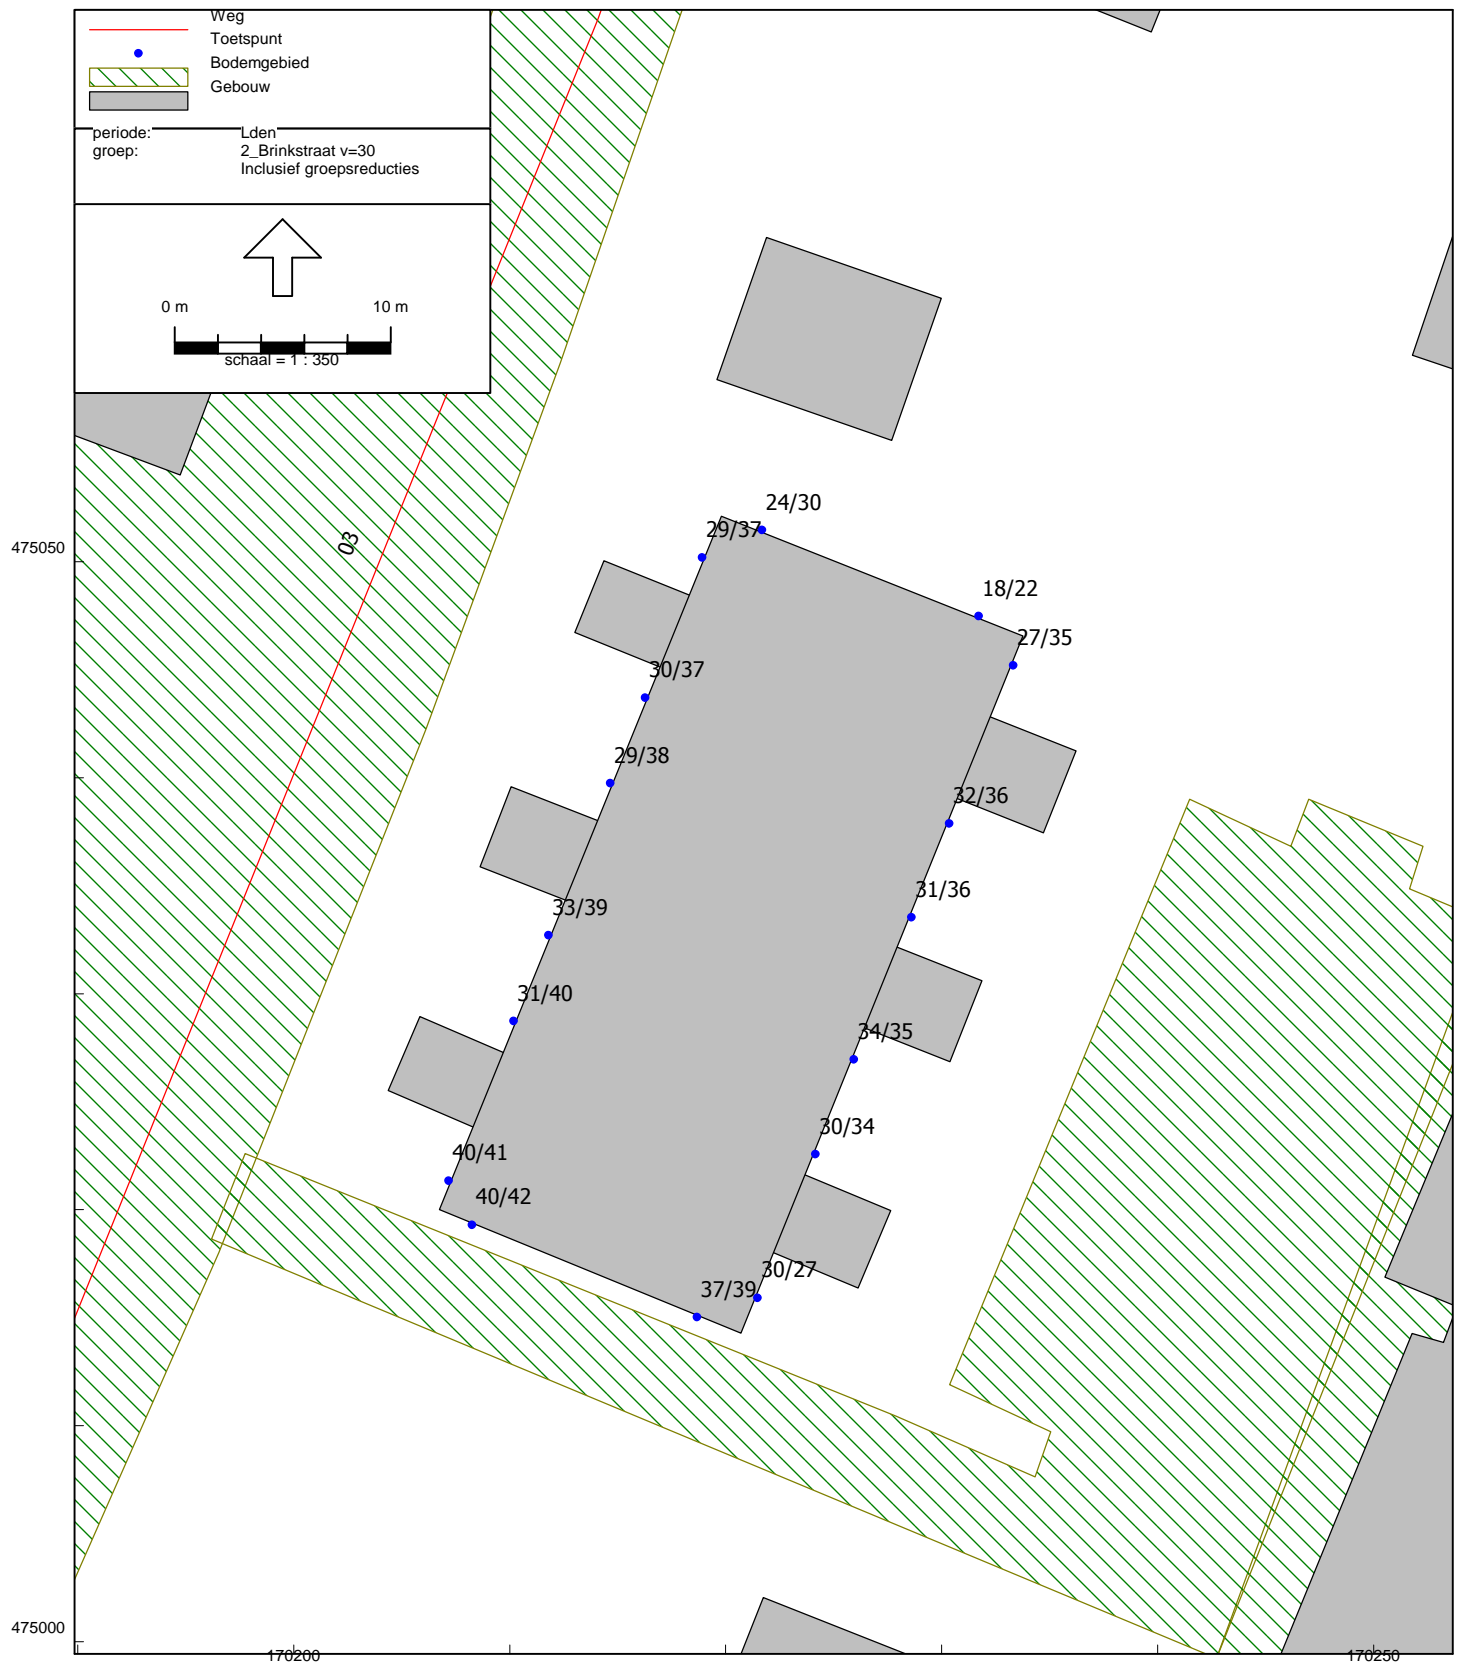 Weg
Toetspunt
Bodemgebied
Gebouw
periode: Lden
groep: 2_Brinkstraat v=30
Inclusief groepsreducties
0 m 10 m
schaal = 1 : 350
24/30
29/37
475050
03
18/22
27/35
30/37
29/38
32/36
31/36
33/39
31/40
34/35
30/34
40/41
40/42
30/27
37/39
475000
170200 170250